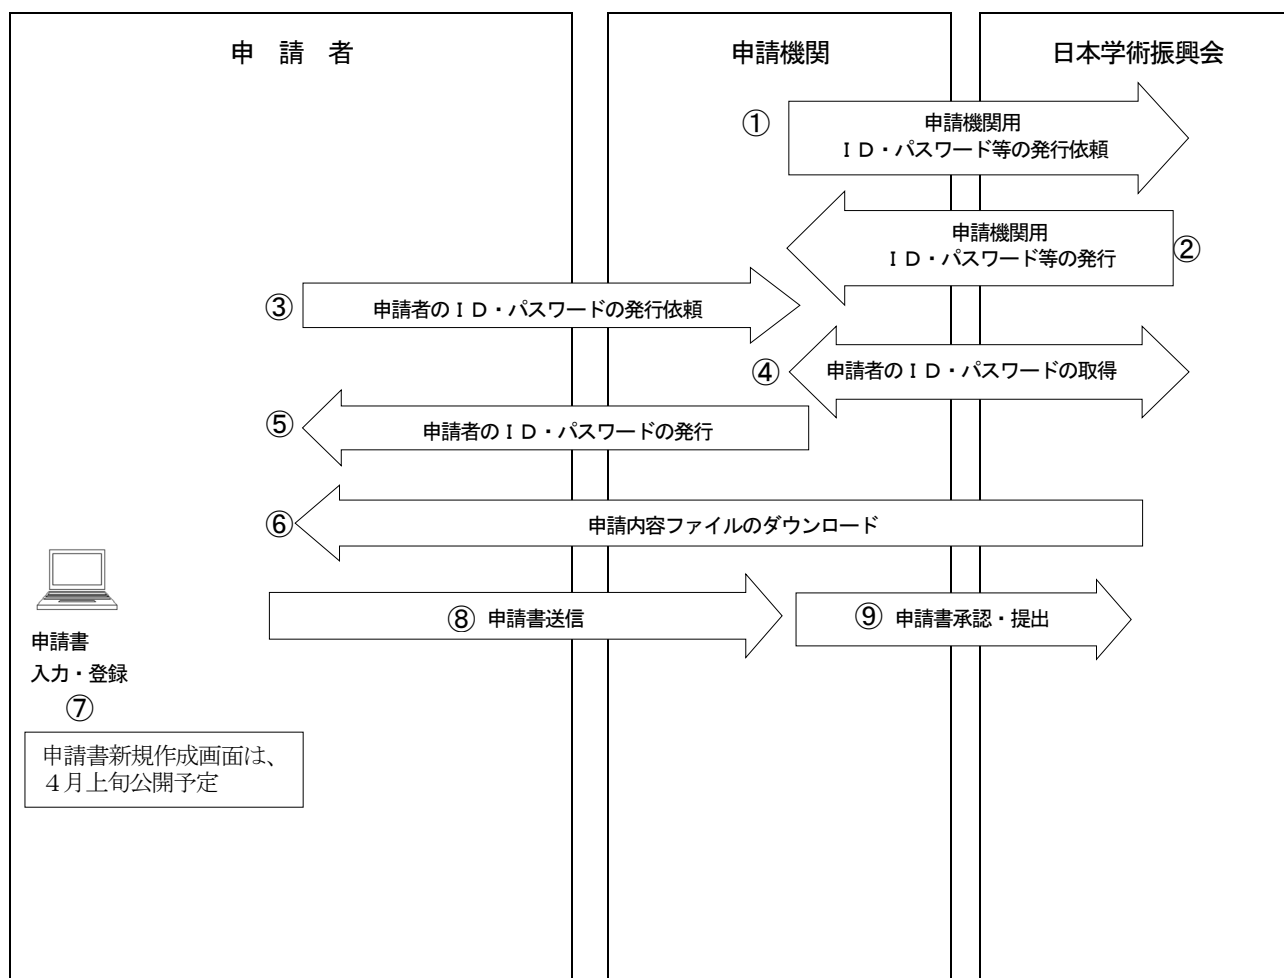 申 請 者
申請機関
日本学術振興会
①
申請機関用
ＩＤ・パスワード等の発行依頼
申請機関用
ＩＤ・パスワード等の発行
②
③
申請者のＩＤ・パスワードの発行依頼
④
申請者のＩＤ・パスワードの取得
⑤
申請者のＩＤ・パスワードの発行
⑥
申請内容ファイルのダウンロード
⑧ 申請書送信
⑨ 申請書承認・提出
申請書
入力・登録
⑦
申請書新規作成画面は、
４月上旬公開予定